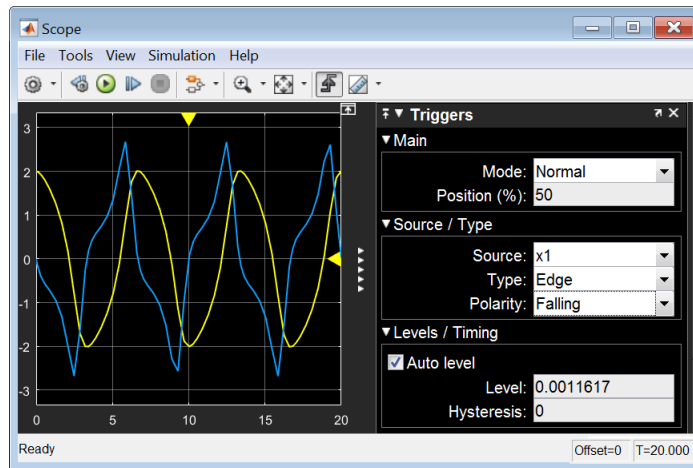 Scope
File Tools View Simulation Help
3
2
1
0
-1
-2
-3
0 5 10 15 20
Triggers
Main
Mode: Normal
Position (%): 50
Source / Type
Source: x1
Type: Edge
Polarity: Falling
Levels / Timing
Auto level
Level: 0.0011617
Hysteresis: 0
Ready Offset=0 T=20.000